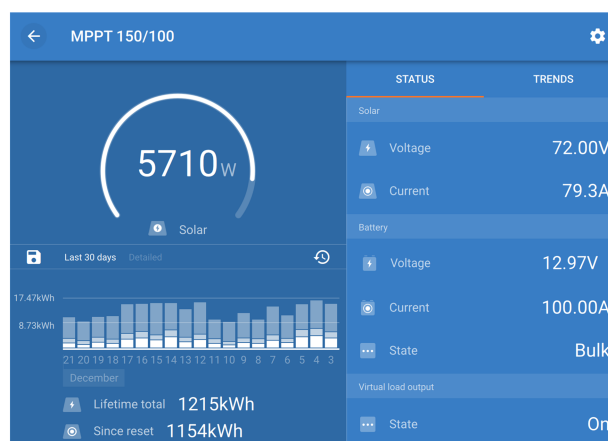 MPPT 150/100
5710W
Solar
Last 30 days Detailed
17.47kWh
8.73kWh
21 20 19 18 17 16 15 14 13 12 11 10 9 8 7 6 5 4 3
December
Lifetime total 1215kWh
Since reset 1154kWh
STATUS TRENDS
Solar
Voltage 72.00V
Current 79.3A
Battery
Voltage 12.97V
Current 100.00A
State Bulk
Virtual load output
State On